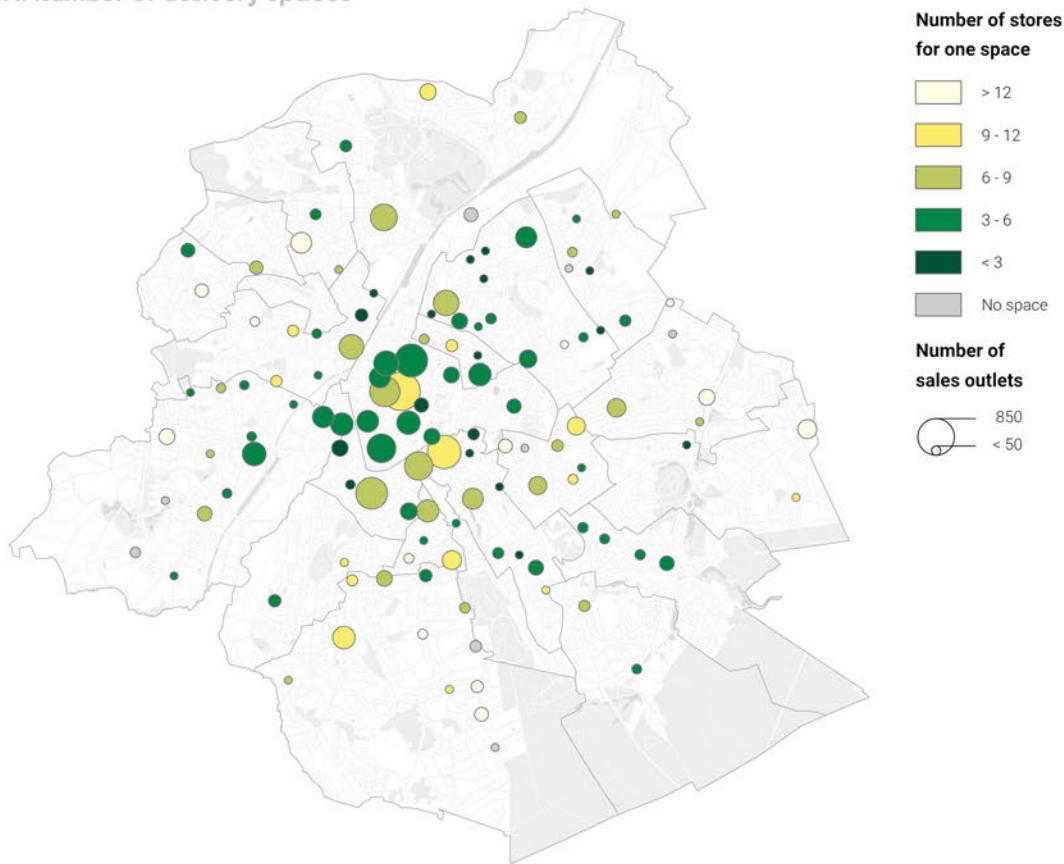 Number of stores
for one space
> 12
9 - 12
6 - 9
3 - 6
< 3
No space
Number of
sales outlets
850
< 50